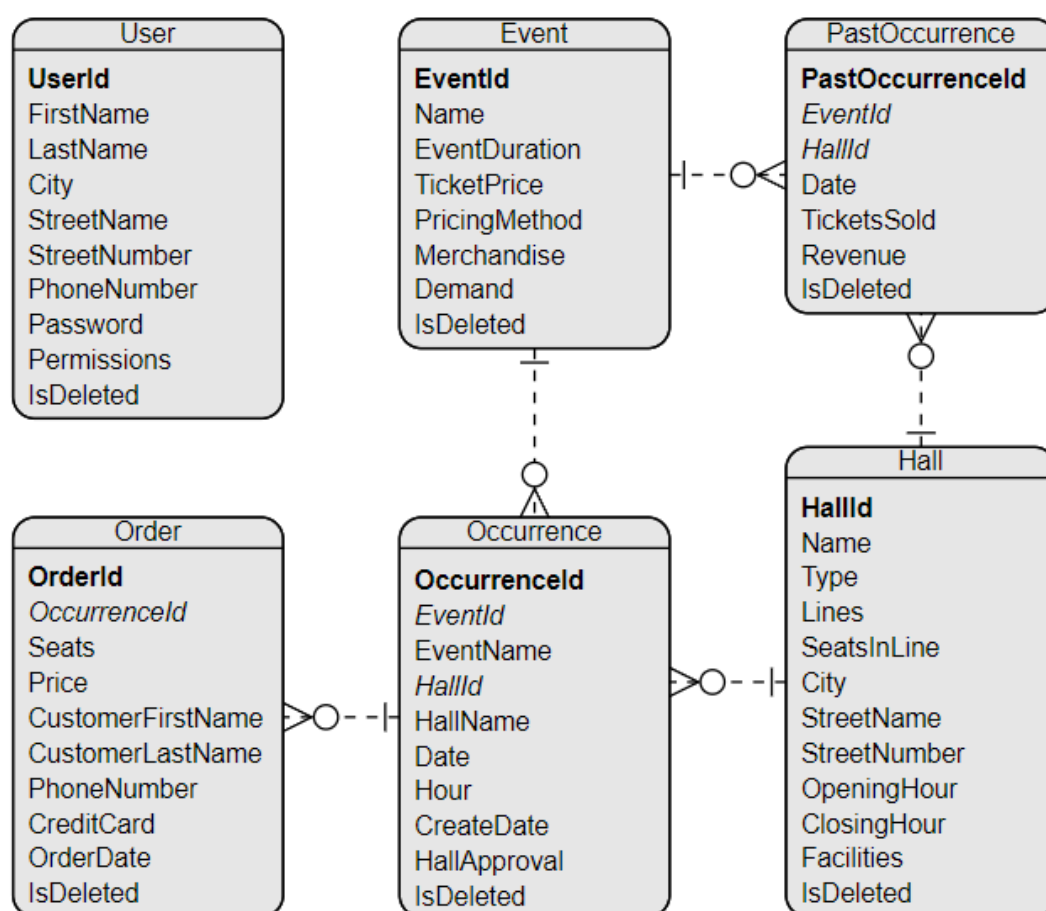 User
UserId
FirstName
LastName
City
StreetName
StreetNumber
PhoneNumber
Password
Permissions
IsDeleted
Event
EventId
Name
EventDuration
TicketPrice
PricingMethod
Merchandise
Demand
IsDeleted
PastOccurrence
PastOccurrenceId
EventId
HallId
Date
TicketsSold
Revenue
IsDeleted
Order
OrderId
OccurrenceId
Seats
Price
CustomerFirstName
CustomerLastName
PhoneNumber
CreditCard
OrderDate
IsDeleted
Occurrence
OccurrenceId
EventId
EventName
HallId
HallName
Date
Hour
CreateDate
HallApproval
IsDeleted
Hall
HallId
Name
Type
Lines
SeatsInLine
City
StreetName
StreetNumber
OpeningHour
ClosingHour
Facilities
IsDeleted